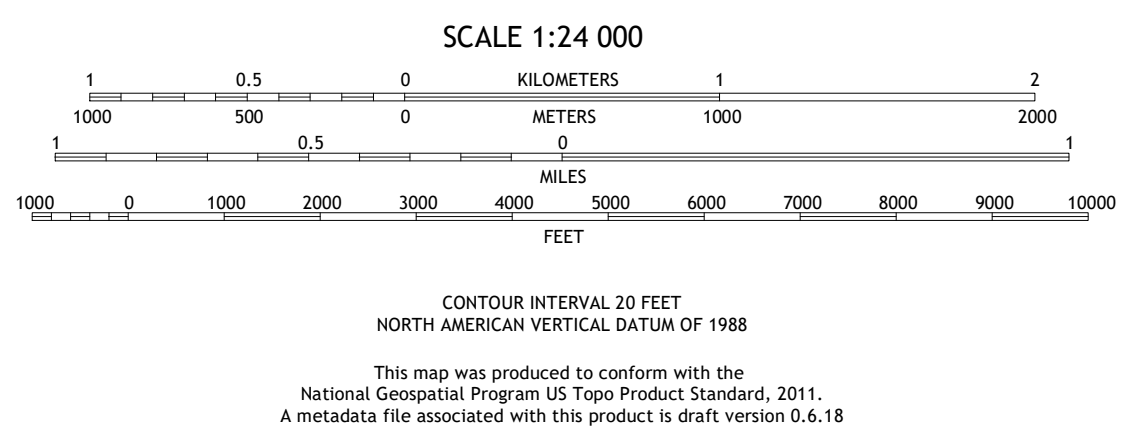 SCALE 1:24 000
1 0.5 0 KILOMETERS 1 2
1000 500 0 METERS 1000 2000
1 0.5 0 1
MILES
1000 0 1000 2000 3000 4000 5000 6000 7000 8000 9000 10000
FEET
CONTOUR INTERVAL 20 FEET
NORTH AMERICAN VERTICAL DATUM OF 1988
This map was produced to conform with the
National Geospatial Program US Topo Product Standard, 2011.
A metadata file associated with this product is draft version 0.6.18